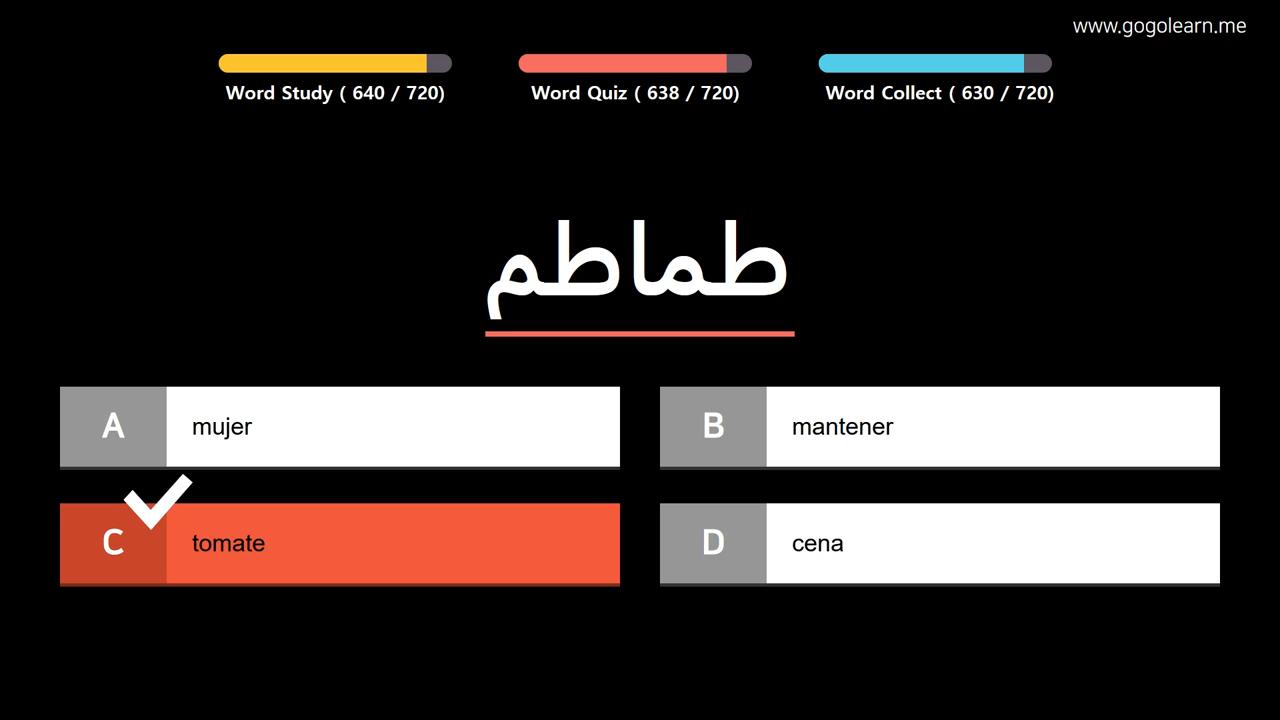 www.gogolearn.me
Word Study ( 640 / 720)
Word Quiz ( 638 / 720)
Word Collect ( 630 / 720)
طماطم
A
mujer
B
mantener
C
tomate
D
cena